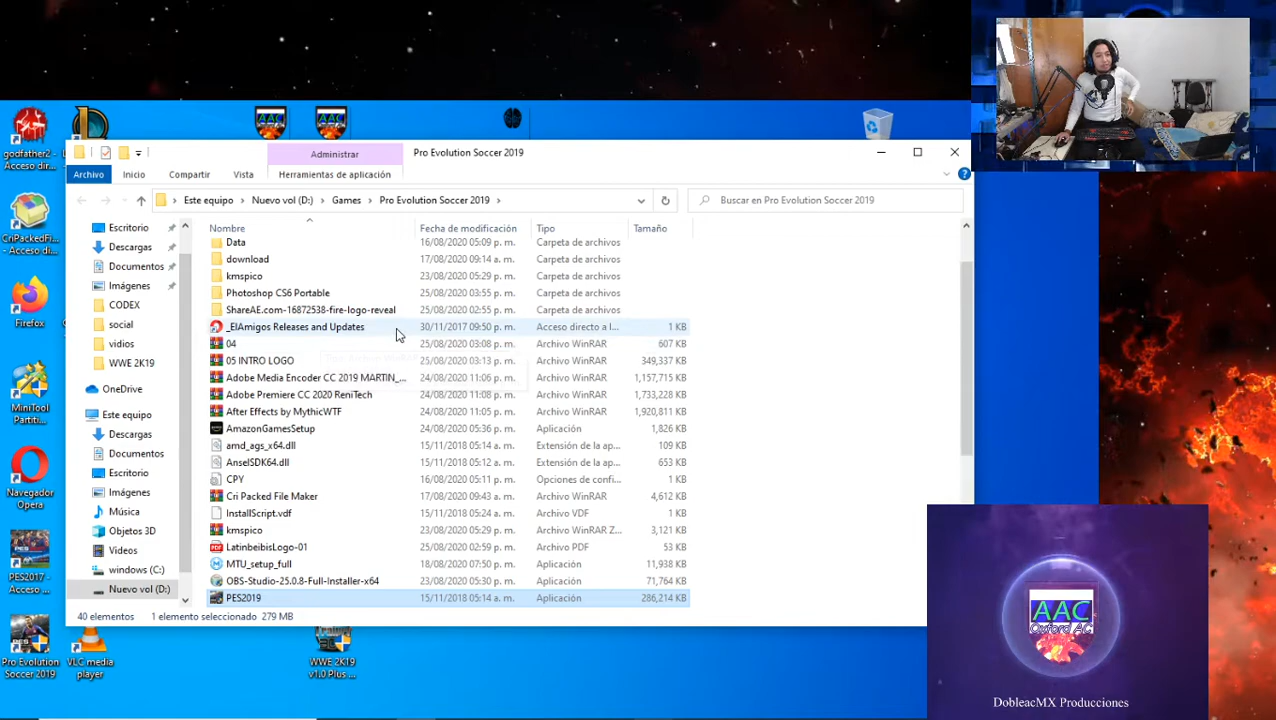 AAC
AAC
godfather2 - Acceso dir...
Administrar
Pro Evolution Soccer 2019
Archivo
Inicio
Compartir
Vista
Herramientas de aplicación
Este equipo
Nuevo vol (D:)
Games
Pro Evolution Soccer 2019
Buscar en Pro Evolution Soccer 2019
CriPackedFi... - Acceso di...
Firefox
MiniTool Partiti...
Navegador Opera
PES2017 - Acceso ...
Pro Evolution Soccer 2019
VLC media player
WWE 2K19 v1.0 Plus ...
Escritorio
Descargas
Documentos
Imágenes
CODEX
social
vidios
WWE 2K19
OneDrive
Este equipo
Descargas
Documentos
Escritorio
Imágenes
Música
Objetos 3D
Videos
windows (C:)
Nuevo vol (D:)
Nombre Fecha de modificación Tipo Tamaño
Data 16/08/2020 05:09 p. m. Carpeta de archivos
download 17/08/2020 09:14 a. m. Carpeta de archivos
kmspico 23/08/2020 05:29 p. m. Carpeta de archivos
Photoshop CS6 Portable 25/08/2020 03:55 p. m. Carpeta de archivos
ShareAE.com-16872538-fire-logo-reveal 25/08/2020 02:55 p. m. Carpeta de archivos
_ElAmigos Releases and Updates 30/11/2017 09:50 p. m. Acceso directo a l... 1 KB
04 25/08/2020 03:08 p. m. Archivo WinRAR 607 KB
05 INTRO LOGO 25/08/2020 03:13 p. m. Archivo WinRAR 349,337 KB
Adobe Media Encoder CC 2019 MARTIN_... 24/08/2020 11:06 p. m. Archivo WinRAR 1,157,715 KB
Adobe Premiere CC 2020 ReniTech 24/08/2020 11:08 p. m. Archivo WinRAR 1,733,228 KB
After Effects by MythicWTF 24/08/2020 11:05 p. m. Archivo WinRAR 1,920,811 KB
AmazonGamesSetup 24/08/2020 05:36 p. m. Aplicación 1,826 KB
amd_ags_x64.dll 15/11/2018 05:14 a. m. Extensión de la ap... 109 KB
AnselSDK64.dll 15/11/2018 05:12 a. m. Extensión de la ap... 653 KB
CPY 16/08/2020 05:11 p. m. Opciones de confi... 1 KB
Cri Packed File Maker 17/08/2020 09:43 a. m. Archivo WinRAR 4,612 KB
InstallScript.vdf 15/11/2018 05:24 a. m. Archivo VDF 1 KB
kmspico 23/08/2020 05:29 p. m. Archivo WinRAR Z... 3,121 KB
LatinbeibisLogo-01 25/08/2020 02:59 p. m. Archivo PDF 53 KB
MTU_setup_full 18/08/2020 07:50 p. m. Aplicación 11,938 KB
OBS-Studio-25.0.8-Full-Installer-x64 23/08/2020 05:30 p. m. Aplicación 71,764 KB
PES2019 15/11/2018 05:14 a. m. Aplicación 286,214 KB
40 elementos 1 elemento seleccionado 279 MB
AAC
Oxford AC
DobleacMX Producciones